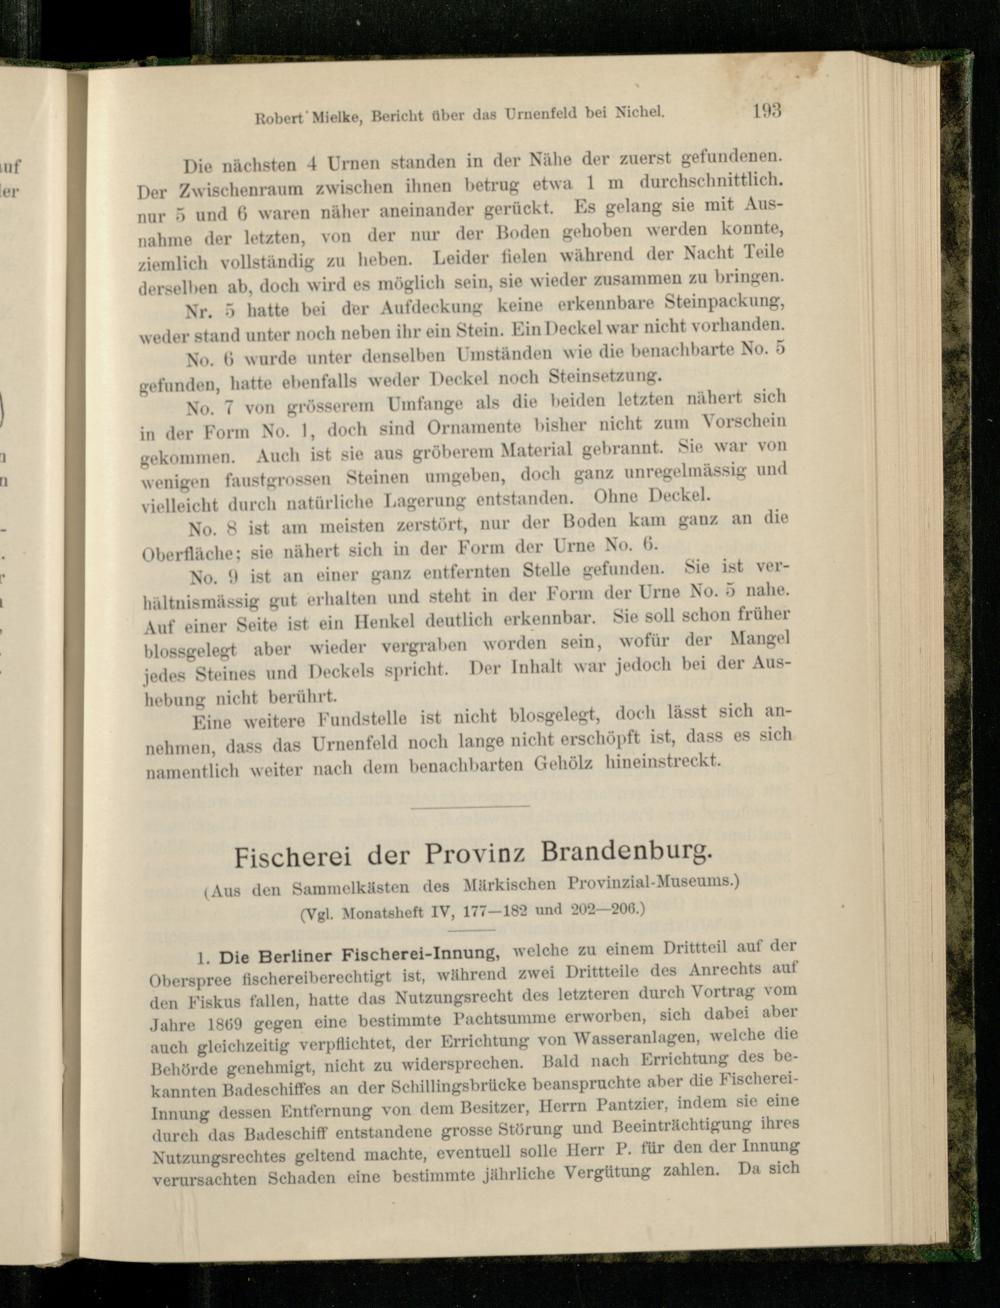 Robert Mielke, Bericht über das Urnenfeld bei Nichel. 193
Die nächsten 4 Urnen standen in der Nähe der zuerst gefundenen.
Der Zwischenraum zwischen ihnen betrug etwa 1 m durchschnittlich.
nur 5 und 6 waren näher aneinander gerückt. Es gelang sie mit Aus-
nahme der letzten, von der nur der Boden gehoben werden konnte,
ziemlich vollständig zu heben. Leider fielen während der Nacht Teile
derselben ab, doch wird es möglich sein, sie wieder zusammen zu bringen.
Nr. 5 hatte bei der Aufdeckung keine erkennbare Steinpackung,
weder stand unter noch neben ihr ein Stein. Ein Deckel war nicht vorhanden.
No. 6 wurde unter denselben Umständen wie die benachbarte No. 5
gefunden, hatte ebenfalls weder Deckel noch Steinsetzung.
No. 7 von grösserem Umfange als die beiden letzten nähert sich
in der Form No. 1, doch sind Ornamente bisher nicht zum Vorschein
gekommen. Auch ist sie aus gröberem Material gebrannt. Sie war von
wenigen faustgrossen Steinen umgeben, doch ganz unregelmässig und
vielleicht durch natürliche Lagerung entstanden. Ohne Deckel.
No. 8 ist am meisten zerstört, nur der Boden kam ganz an die
Oberfläche; sie nähert sich in der Form der Urne No. 6.
No. 9 ist an einer ganz entfernten Stelle gefunden. Sie ist ver-
hältnismässig gut erhalten und steht in der Form der Urne No. 5 nahe.
Auf einer Seite ist ein Henkel deutlich erkennbar. Sie soll schon früher
blossgelegt aber wieder vergraben worden sein, wofür der Mangel
jedes Steines und Deckels spricht. Der Inhalt war jedoch bei der Aus-
hebung nicht berührt.
Eine weitere Fundstelle ist nicht blosgelegt, doch lässt sich an-
nehmen, dass das Urnenfeld noch lange nicht erschöpft ist, dass es sich
namentlich weiter nach dem benachbarten Gehölz hineinstreckt.
Fischerei der Provinz Brandenburg.
(Aus den Sammelkästen des Märkischen Provinzial-Museums.)
(Vgl. Monatsheft IV, 177—182 und 202—206.)
1. Die Berliner Fischerei-Innung, welche zu einem Drittteil auf der
Oberspree fischereiberechtigt ist, während zwei Drittteile des Anrechts auf
den Fiskus fallen, hatte das Nutzungsrecht des letzteren durch Vortrag vom
Jahre 1869 gegen eine bestimmte Pachtsumme erworben, sich dabei aber
auch gleichzeitig verpflichtet, der Errichtung von Wasseranlagen, welche die
Behörde genehmigt, nicht zu widersprechen. Bald nach Errichtung des be-
kannten Badeschiffes an der Schillingsbrücke beanspruchte aber die Fischerei-
Innung dessen Entfernung von dem Besitzer, Herrn Pantzier, indem sie eine
durch das Badeschiff entstandene grosse Störung und Beeinträchtigung ihres
Nutzungsrechtes geltend machte, eventuell solle Herr P. für den der Innung
verursachten Schaden eine bestimmte jährliche Vergütung zahlen. Da sich